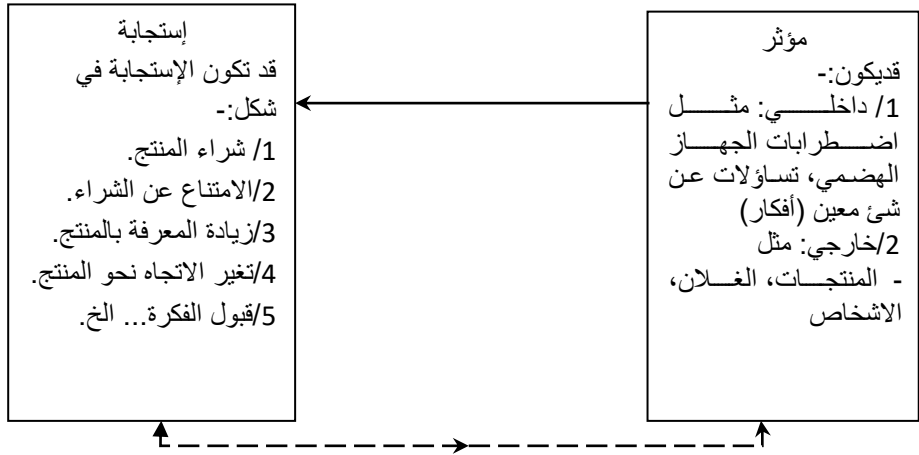 مؤثر
قديكون:-
1/ داخلي: مثل
اضطرابات الجهاز
الهضمي، تساؤلات عن
شئ معين (أفكار)
2/خارجي: مثل
- المنتجات، الغلان،
الاشخاص
إستجابة
قد تكون الإستجابة في
شكل:-
1/ شراء المنتج.
2/الامتناع عن الشراء.
3/زيادة المعرفة بالمنتج.
4/تغير الاتجاه نحو المنتج.
5/قبول الفكرة... الخ.